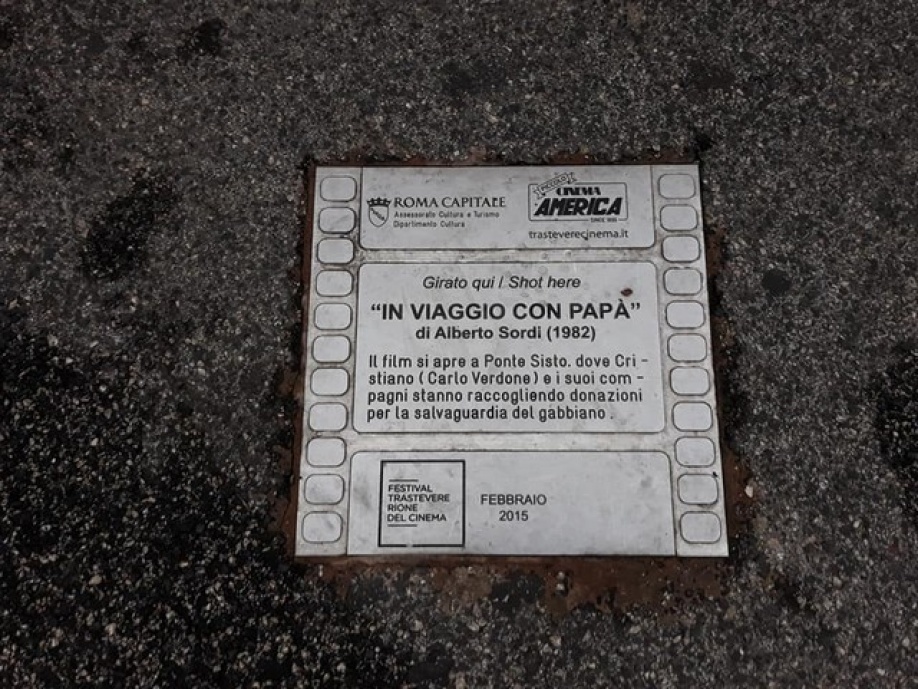 ROMA CAPITALE
Assessorato Cultura e Turismo
Dipartimento Cultura
PICCOLO
CINEMA
AMERICA
trasteverecinema.it
Girato qui / Shot here
“IN VIAGGIO CON PAPÀ”
di Alberto Sordi (1982)
Il film si apre a Ponte Sisto. dove Cri -
stiano ( Carlo Verdone ) e i suoi com -
pagni stanno raccogliendo donazioni
per la salvaguardia del gabbiano .
FESTIVAL
TRASTEVERE
RIONE
DEL CINEMA
FEBBRAIO
2015